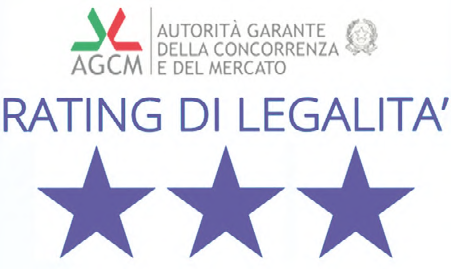 AGCM
AUTORITÀ GARANTE
DELLA CONCORRENZA
E DEL MERCATO
RATING DI LEGALITA’